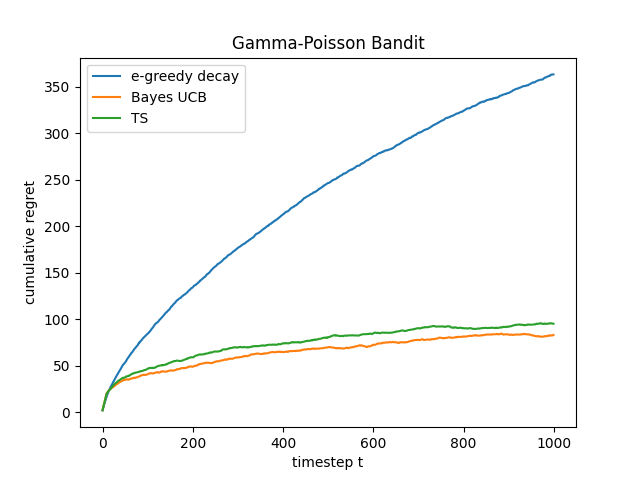 Gamma-Poisson Bandit
e-greedy decay
Bayes UCB
TS
cumulative regret
350
300
250
200
150
100
50
0
0 200 400 600 800 1000
timestep t